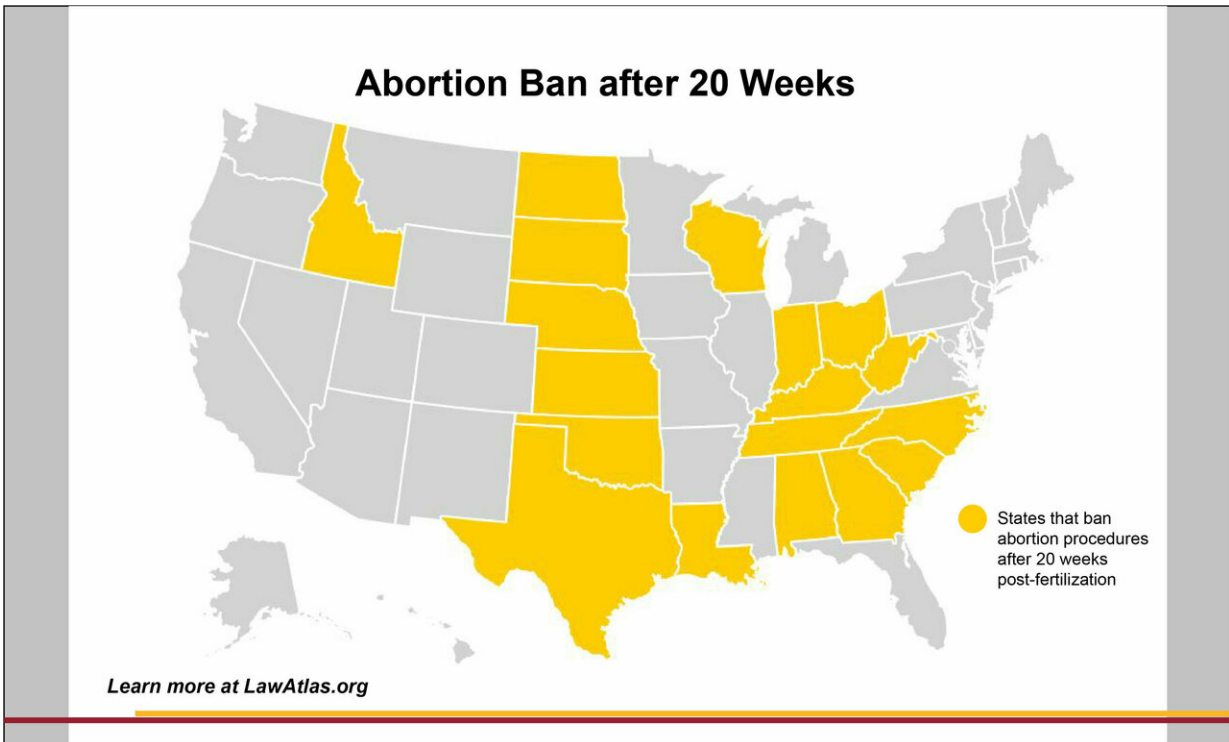 Abortion Ban after 20 Weeks
States that ban
abortion procedures
after 20 weeks
post-fertilization
Learn more at LawAtlas.org